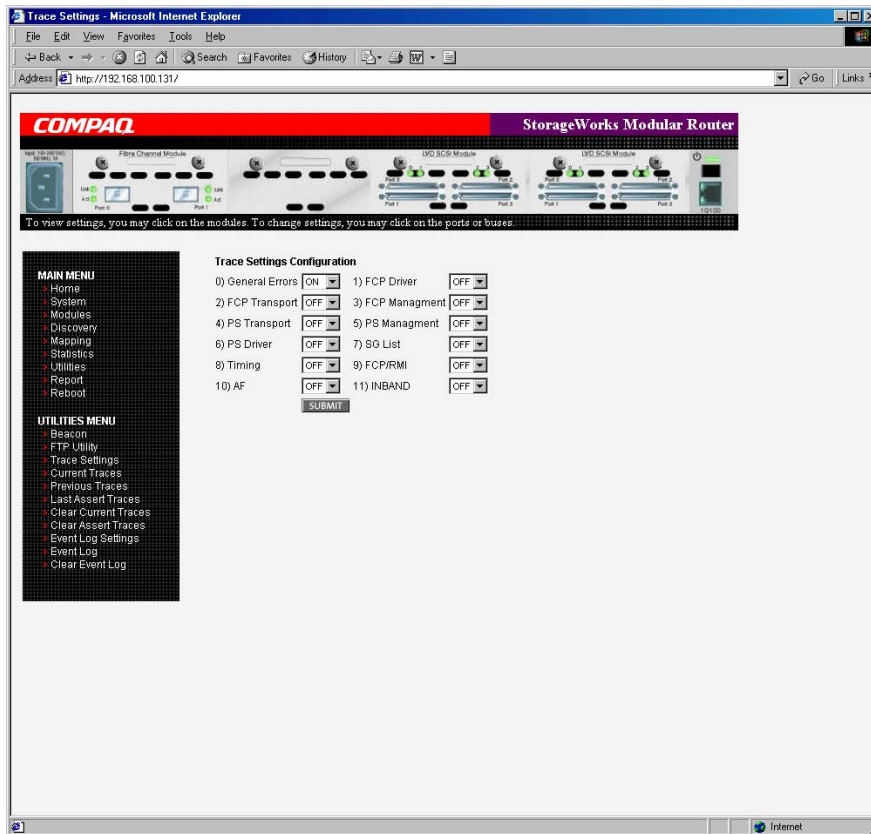 Trace Settings - Microsoft Internet Explorer
File Edit View Favorites Tools Help
Back Search Favorites History
Address http://192.168.100.131/ Go Links
COMPAQ StorageWorks Modular Router
Fibre Channel Module LVD SCSI Module LVD SCSI Module
Link Link
Act Act
Port 0 Port 1
Port 0 Port 2 Port 0 Port 2
Port 1 Port 3 Port 1 Port 3
10/100
To view settings, you may click on the modules. To change settings, you may click on the ports or buses.
MAIN MENU
Home
System
Modules
Discovery
Mapping
Statistics
Utilities
Report
Reboot
UTILITIES MENU
Beacon
FTP Utility
Trace Settings
Current Traces
Previous Traces
Last Assert Traces
Clear Current Traces
Clear Assert Traces
Event Log Settings
Event Log
Clear Event Log
Trace Settings Configuration
0) General Errors ON 1) FCP Driver OFF
2) FCP Transport OFF 3) FCP Managment OFF
4) PS Transport OFF 5) PS Managment OFF
6) PS Driver OFF 7) SG List OFF
8) Timing OFF 9) FCP/RMI OFF
10) AF OFF 11) INBAND OFF
SUBMIT
Internet